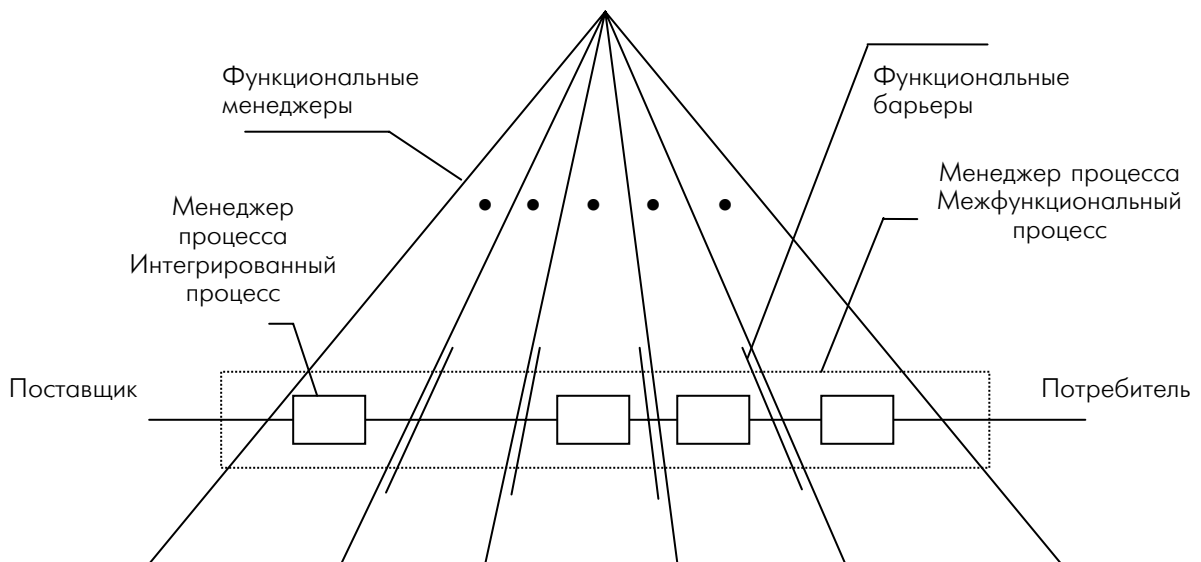 Функциональные
менеджеры
Функциональные
барьеры
Менеджер процесса
Межфункциональный
процесс
Менеджер
процесса
Интегрированный
процесс
Поставщик
Потребитель